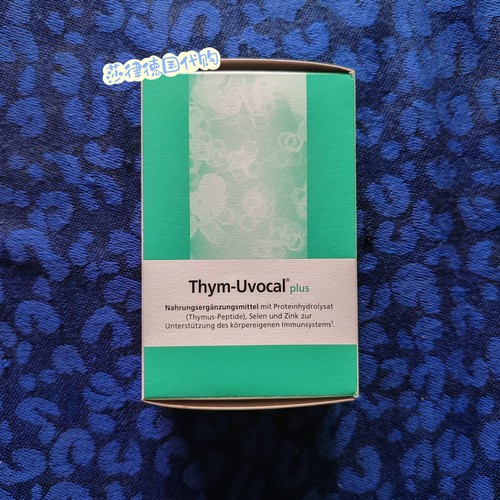 莎律德国代购
Thym-Uvocal® plus
Nahrungsergänzungsmittel mit Proteinhydrolysat
(Thymus-Peptide), Selen und Zink zur
Unterstützung des körpereigenen Immunsystems¹.